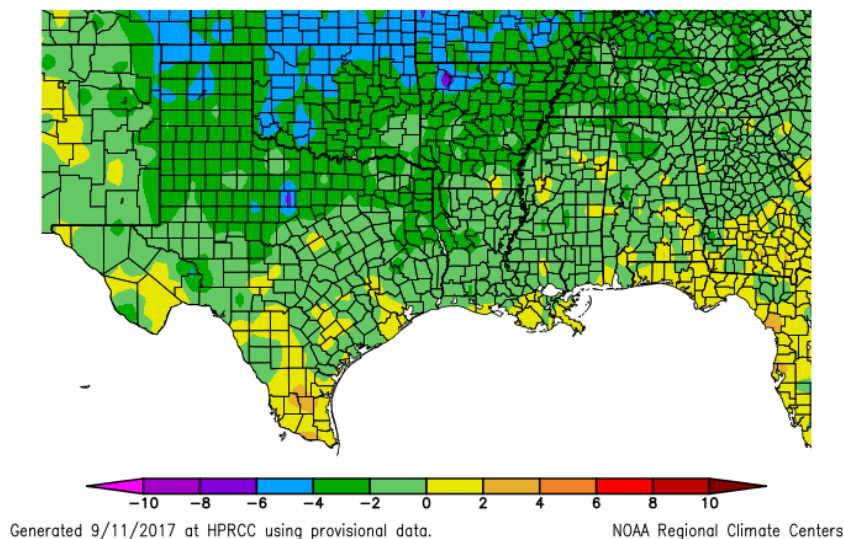 -10 -8 -6 -4 -2 0 2 4 6 8 10
Generated 9/11/2017 at HPRCC using provisional data. NOAA Regional Climate Centers